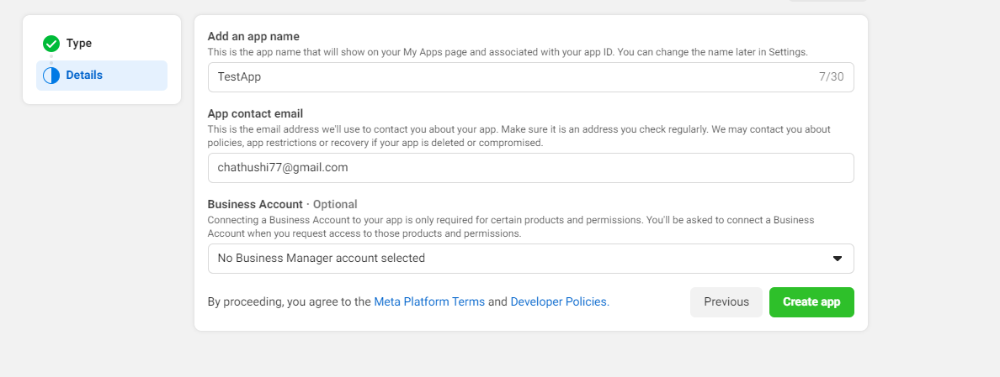 Type
Details
Add an app name
This is the app name that will show on your My Apps page and associated with your app ID. You can change the name later in Settings.
TestApp 7/30
App contact email
This is the email address we'll use to contact you about your app. Make sure it is an address you check regularly. We may contact you about
policies, app restrictions or recovery if your app is deleted or compromised.
chathushi77@gmail.com
Business Account · Optional
Connecting a Business Account to your app is only required for certain products and permissions. You'll be asked to connect a Business
Account when you request access to those products and permissions.
No Business Manager account selected
By proceeding, you agree to the Meta Platform Terms and Developer Policies. Previous Create app